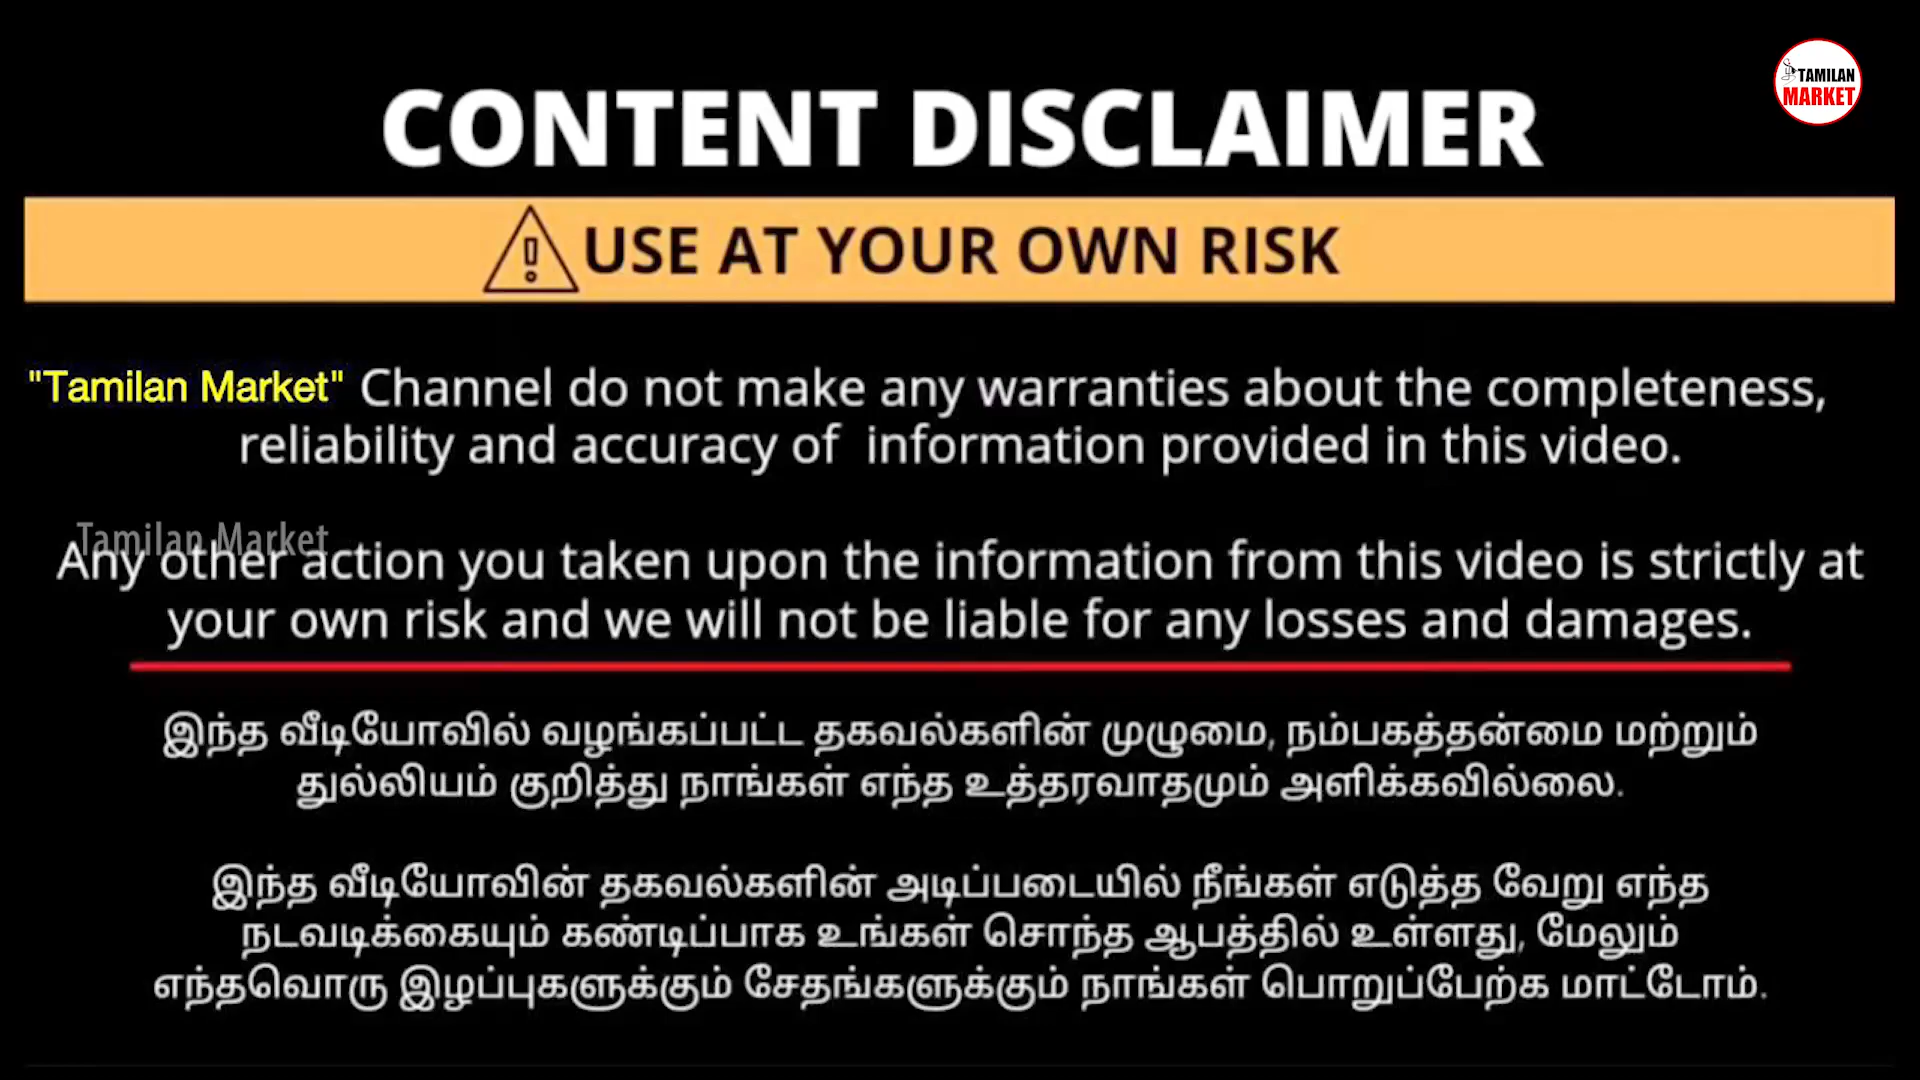 TAMILAN
MARKET
CONTENT DISCLAIMER
USE AT YOUR OWN RISK
"Tamilan Market" Channel do not make any warranties about the completeness,
reliability and accuracy of information provided in this video.
Tamilan Market
Any other action you taken upon the information from this video is strictly at
your own risk and we will not be liable for any losses and damages.
இந்த வீடியோவில் வழங்கப்பட்ட தகவல்களின் முழுமை, நம்பகத்தன்மை மற்றும்
துல்லியம் குறித்து நாங்கள் எந்த உத்தரவாதமும் அளிக்கவில்லை.
இந்த வீடியோவின் தகவல்களின் அடிப்படையில் நீங்கள் எடுத்த வேறு எந்த
நடவடிக்கையும் கண்டிப்பாக உங்கள் சொந்த ஆபத்தில் உள்ளது, மேலும்
எந்தவொரு இழப்புகளுக்கும் சேதங்களுக்கும் நாங்கள் பொறுப்பேற்க மாட்டோம்.